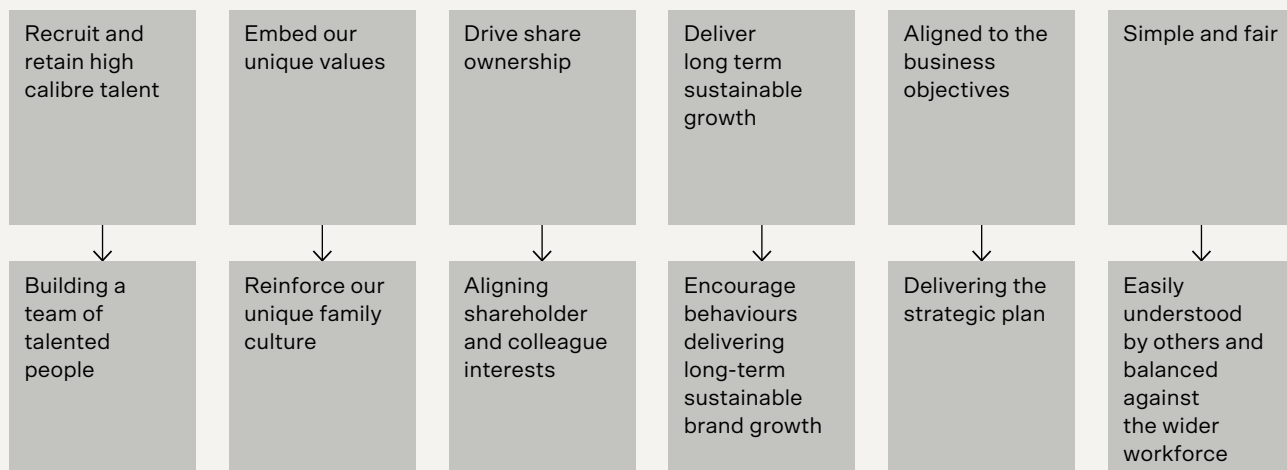 Recruit and
retain high
calibre talent
Embed our
unique values
Drive share
ownership
Deliver
long term
sustainable
growth
Aligned to the
business
objectives
Simple and fair
Building a
team of
talented
people
Reinforce our
unique family
culture
Aligning
shareholder
and colleague
interests
Encourage
behaviours
delivering
long-term
sustainable
brand growth
Delivering the
strategic plan
Easily
understood
by others and
balanced
against
the wider
workforce